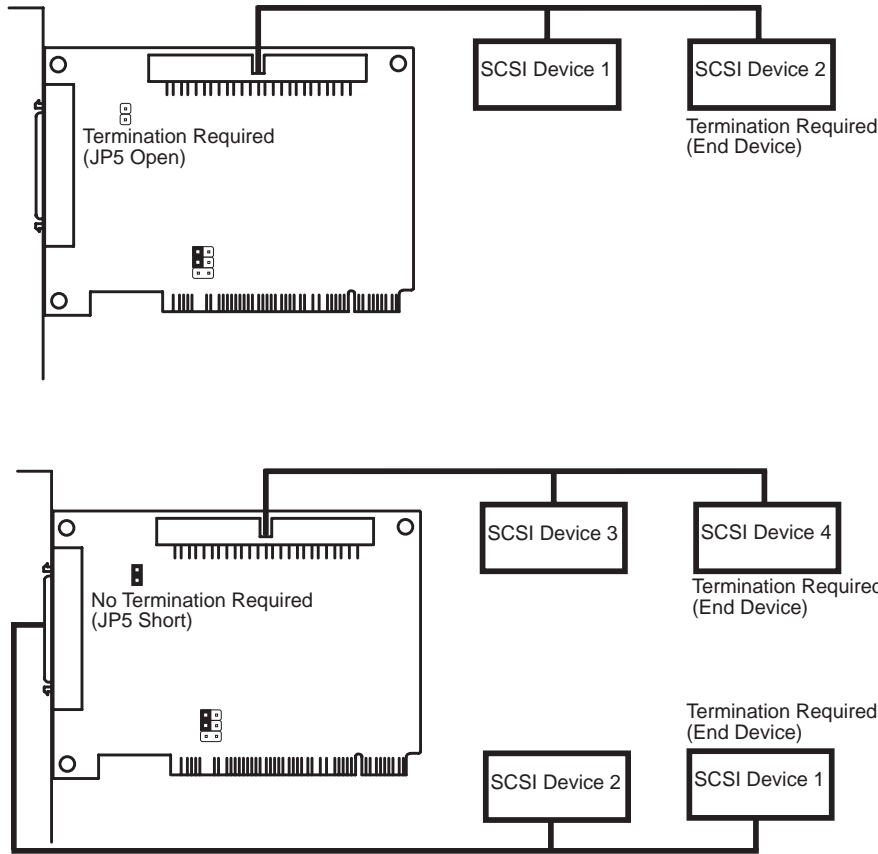 SCSI Device 1
SCSI Device 2
Termination Required
(JP5 Open)
Termination Required
(End Device)
SCSI Device 3
SCSI Device 4
No Termination Required
(JP5 Short)
Termination Required
(End Device)
Termination Required
(End Device)
SCSI Device 2
SCSI Device 1